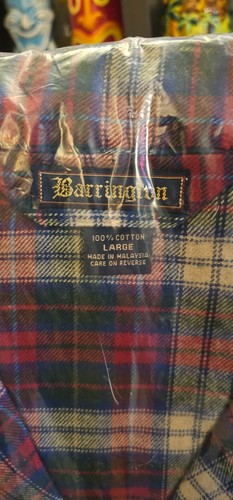 Barrington
100% COTTON
LARGE
MADE IN MALAYSIA
CARE ON REVERSE